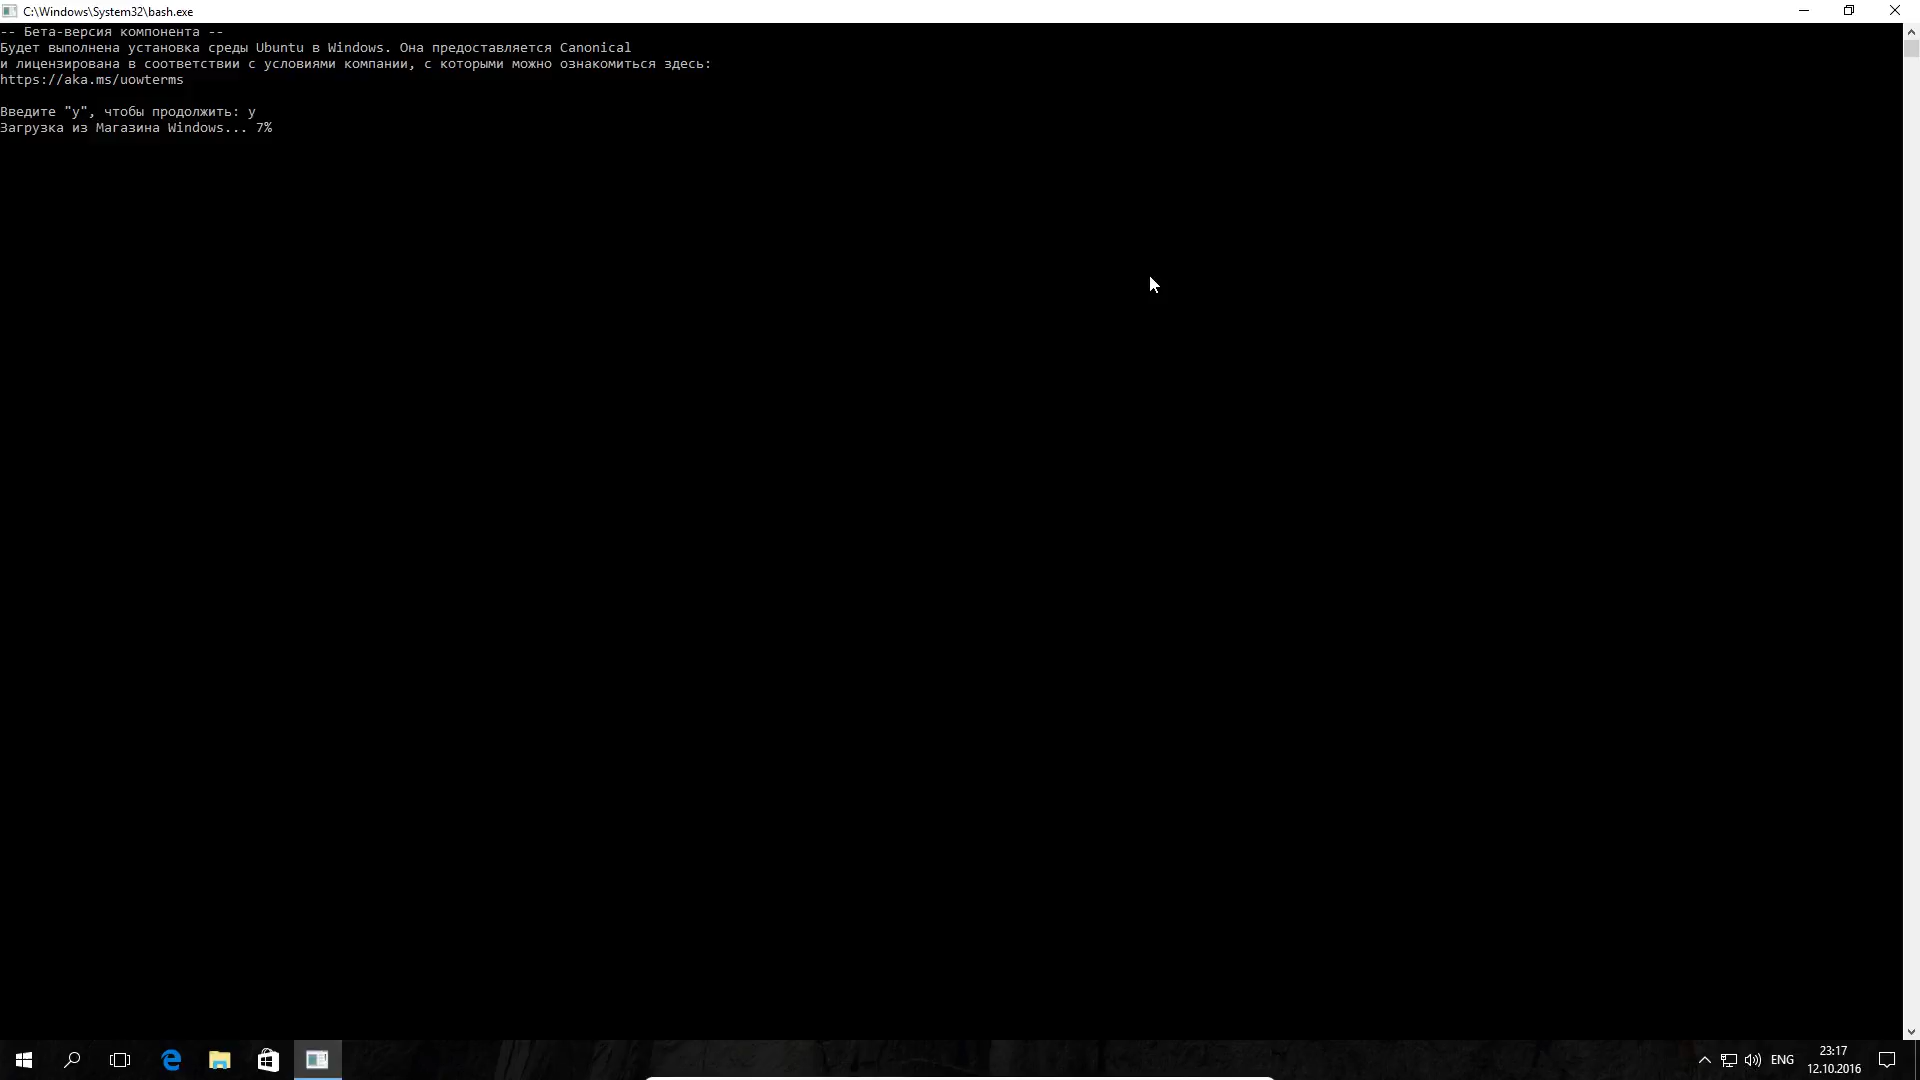 C:\Windows\System32\bash.exe
-- Бета-версия компонента --
Будет выполнена установка среды Ubuntu в Windows. Она предоставляется Canonical
и лицензирована в соответствии с условиями компании, с которыми можно ознакомиться здесь:
https://aka.ms/uowterms
Введите "y", чтобы продолжить: y
Загрузка из Магазина Windows... 7%
ENG
23:17
12.10.2016